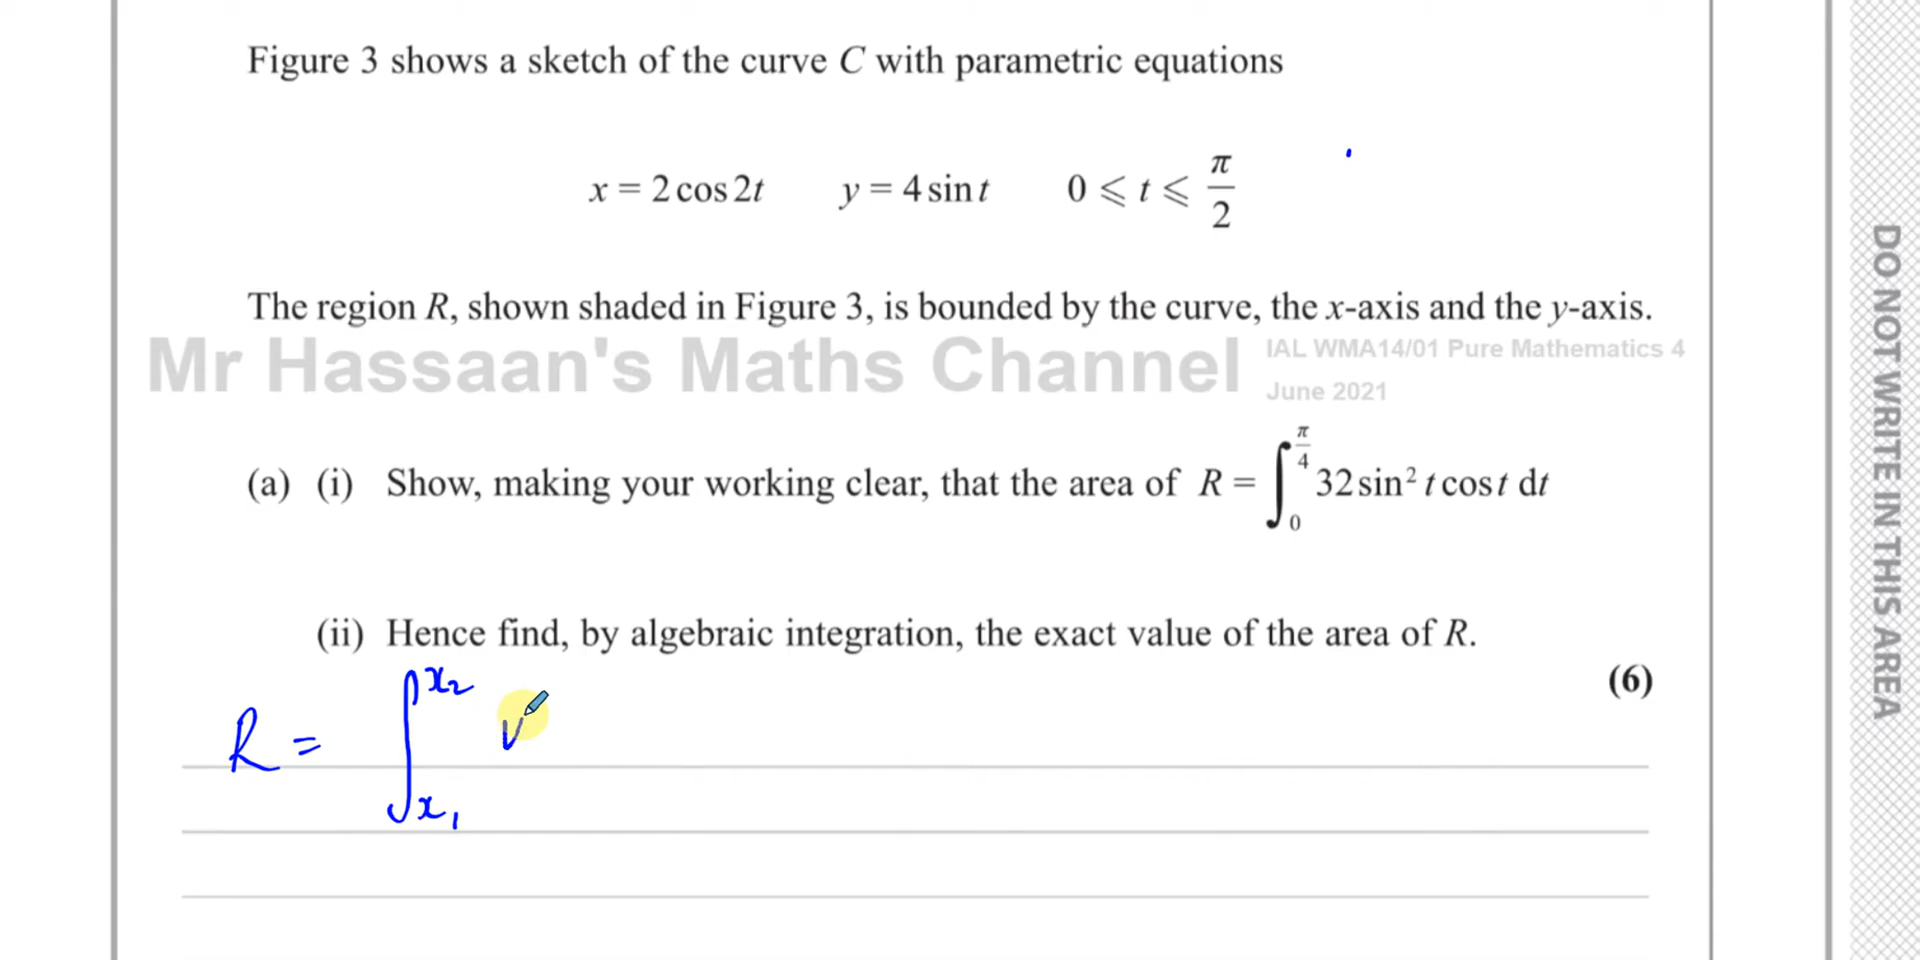 Figure 3 shows a sketch of the curve C with parametric equations
x = 2 cos 2t y = 4 sin t 0 ⩽ t ⩽ π/2
The region R, shown shaded in Figure 3, is bounded by the curve, the x-axis and the y-axis.
Mr Hassaan's Maths Channel
IAL WMA14/01 Pure Mathematics 4
June 2021
(a) (i) Show, making your working clear, that the area of R = ∫₀^(π/4) 32 sin² t cos t dt
(ii) Hence find, by algebraic integration, the exact value of the area of R.
(6)
R = ∫_{x₁}^{x₂}
DO NOT WRITE IN THIS AREA